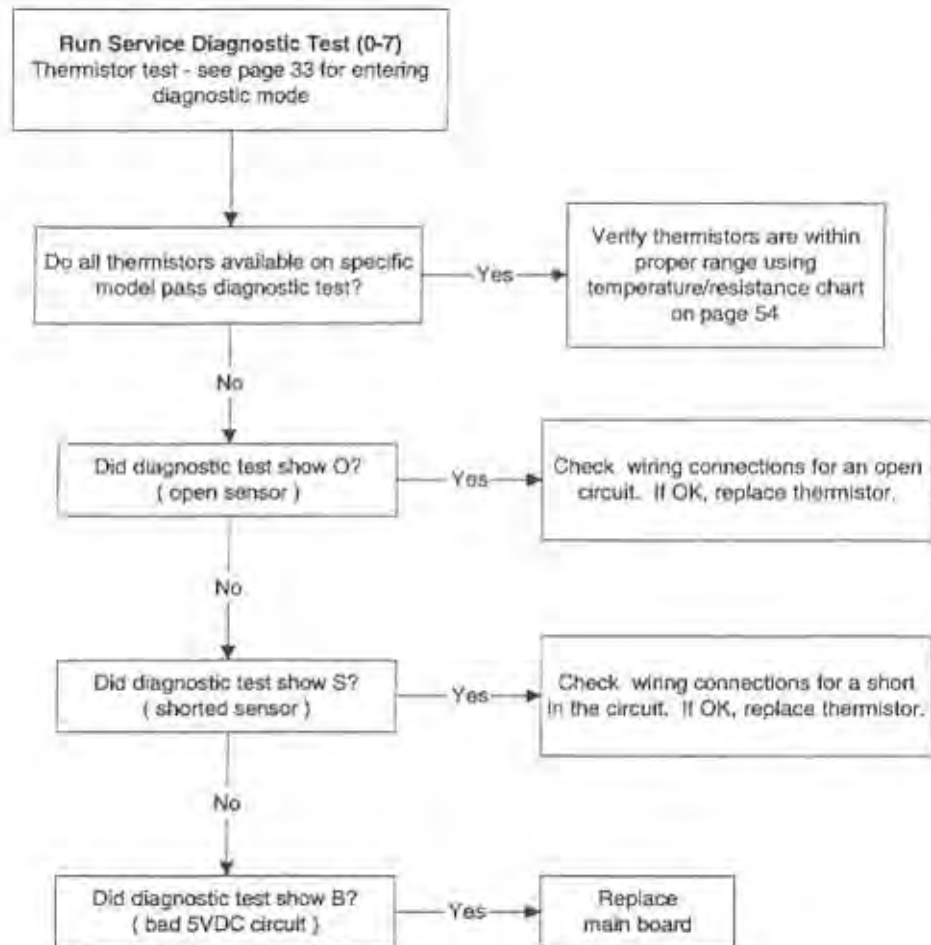 Run Service Diagnostic Test (0-7)
Thermistor test - see page 33 for entering
diagnostic mode
Do all thermistors available on specific
model pass diagnostic test?
Yes
Verify thermistors are within
proper range using
temperature/resistance chart
on page 54
No
Did diagnostic test show O?
( open sensor )
Yes
Check wiring connections for an open
circuit. If OK, replace thermistor.
No
Did diagnostic test show S?
( shorted sensor )
Yes
Check wiring connections for a short
in the circuit. If OK, replace thermistor.
No
Did diagnostic test show B?
( bad 5VDC circuit )
Yes
Replace
main board